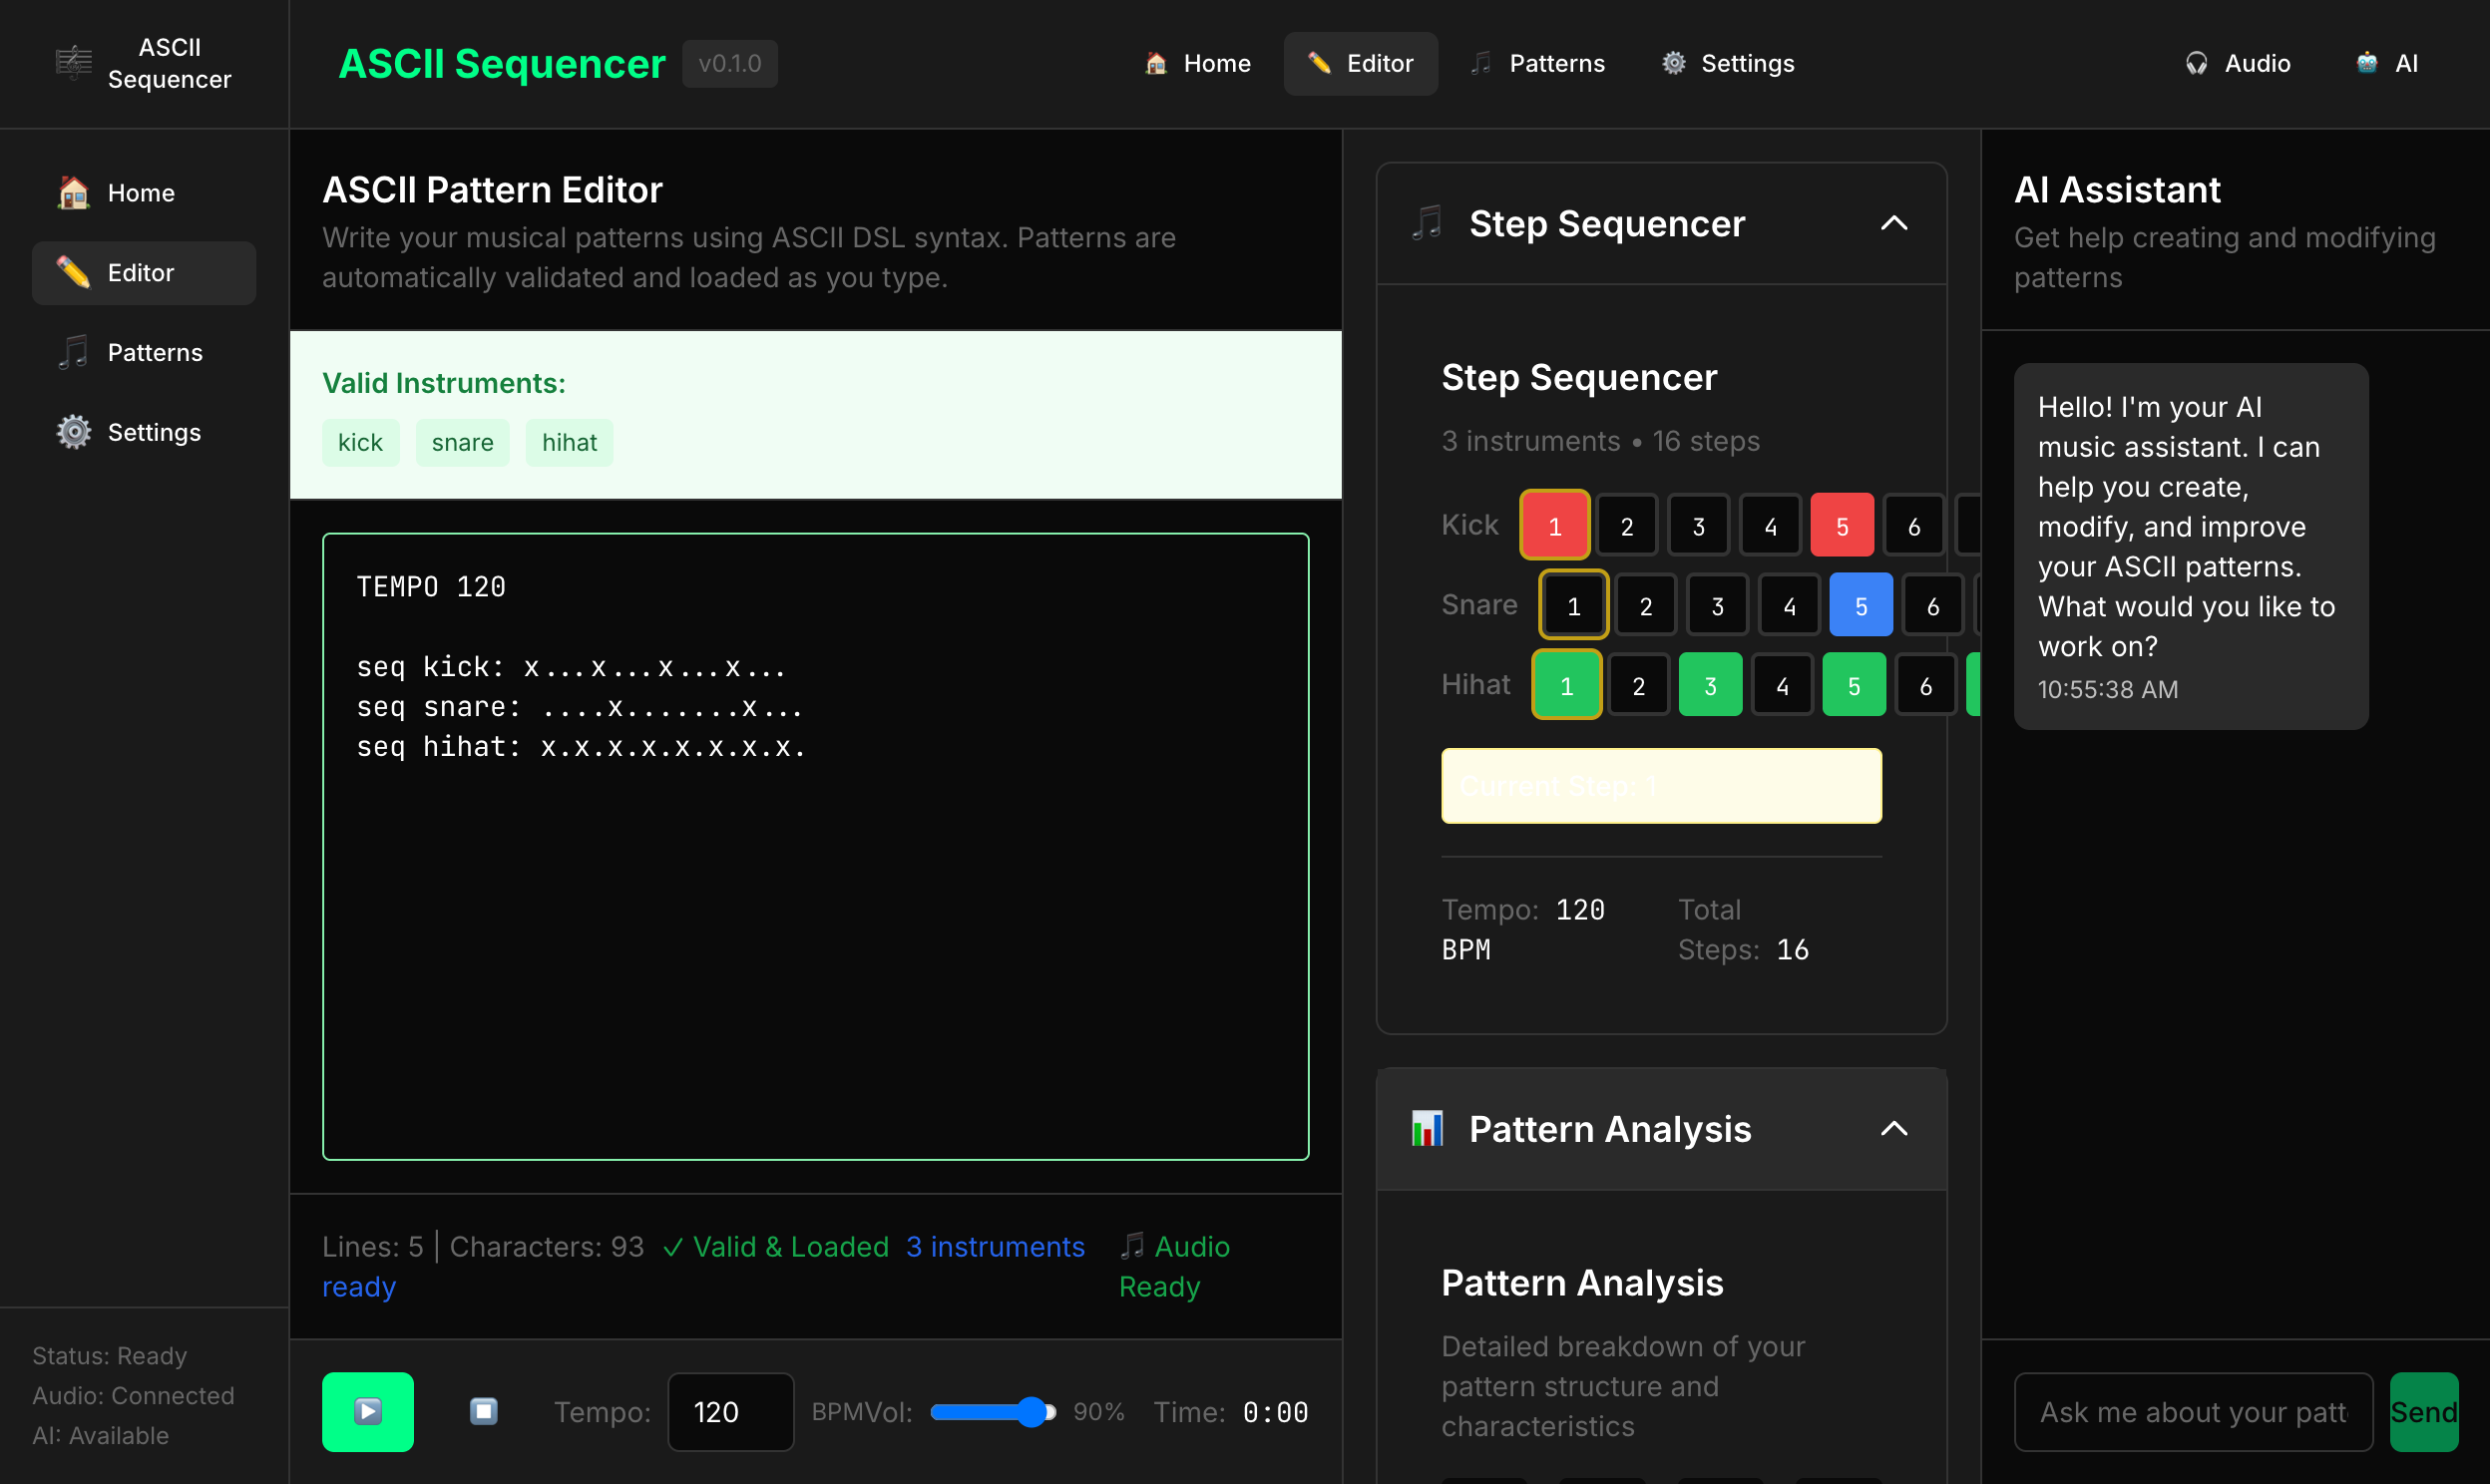 ASCII
Sequencer
Home
Editor
Patterns
Settings
Status: Ready
Audio: Connected
AI: Available
ASCII Sequencer v0.1.0
Home Editor Patterns Settings
Audio AI
ASCII Pattern Editor
Write your musical patterns using ASCII DSL syntax. Patterns are
automatically validated and loaded as you type.
Valid Instruments:
kick snare hihat
TEMPO 120
seq kick: x...x...x...x...
seq snare: ....x.......x...
seq hihat: x.x.x.x.x.x.x.x.
Lines: 5 | Characters: 93 ✓ Valid & Loaded 3 instruments
ready
Audio
Ready
Tempo: 120 BPM Vol: 90% Time: 0:00
Step Sequencer
Step Sequencer
3 instruments • 16 steps
Kick 1 2 3 4 5 6
Snare 1 2 3 4 5 6
Hihat 1 2 3 4 5 6
Current Step: 1
Tempo: 120
BPM
Total
Steps: 16
Pattern Analysis
Pattern Analysis
Detailed breakdown of your
pattern structure and
characteristics
AI Assistant
Get help creating and modifying
patterns
Hello! I'm your AI
music assistant. I can
help you create,
modify, and improve
your ASCII patterns.
What would you like to
work on?
10:55:38 AM
Ask me about your patt
Send